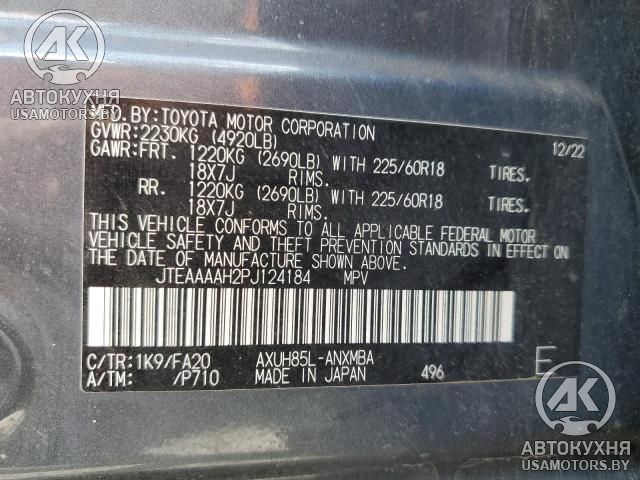 АК
АВТОКУХНЯ
USAMOTORS.BY
MFD.BY:TOYOTA MOTOR CORPORATION
GVWR:2230KG (4920LB) 12/22
GAWR:FRT. 1220KG (2690LB) WITH 225/60R18 TIRES.
18X7J RIMS.
RR. 1220KG (2690LB) WITH 225/60R18 TIRES.
18X7J RIMS.
THIS VEHICLE CONFORMS TO ALL APPLICABLE FEDERAL MOTOR
VEHICLE SAFETY AND THEFT PREVENTION STANDARDS IN EFFECT ON
THE DATE OF MANUFACTURE SHOWN ABOVE.
JTEAAAAH2PJ124184 MPV
C/TR:1K9/FA20 AXUH85L-ANXMBA
A/TM: /P710 MADE IN JAPAN 496 E
АК
АВТОКУХНЯ
USAMOTORS.BY